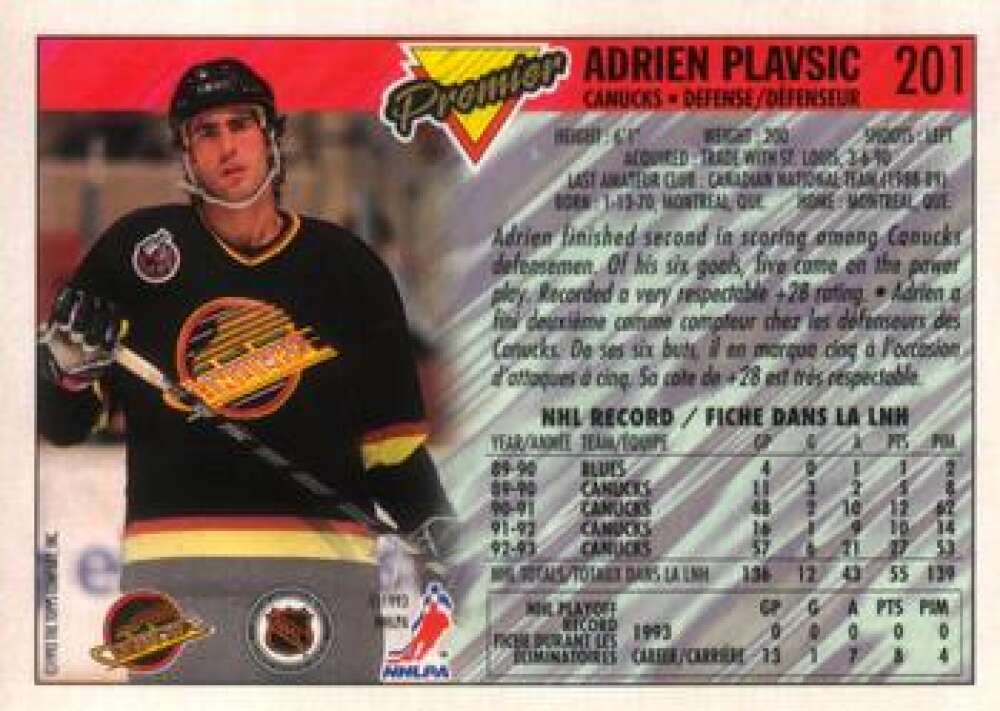 Premier
ADRIEN PLAVSIC 201
CANUCKS • DEFENSE/DÉFENSEUR
HEIGHT: 6'1" WEIGHT: 200 SHOOTS: LEFT
ACQUIRED: TRADE WITH ST. LOUIS, 3-6-90
LAST AMATEUR CLUB: CANADIAN NATIONAL TEAM (1988-89)
BORN: 1-13-70, MONTREAL, QUE. HOME: MONTREAL, QUE.
Adrien finished second in scoring among Canucks
defensemen. Of his six goals, five came on the power
play. Recorded a very respectable +28 rating. • Adrien a
fini deuxième comme compteur chez les défenseurs des
Canucks. De ses six buts, il en marqua cinq à l'occasion
d'attaques à cinq. Sa cote de +28 est très respectable.
NHL RECORD / FICHE DANS LA LNH
YEAR/ANNÉE TEAM/ÉQUIPE GP G A PTS PIM
89-90 BLUES 4 0 1 1 2
89-90 CANUCKS 11 3 2 5 8
90-91 CANUCKS 48 2 10 12 62
91-92 CANUCKS 16 1 9 10 14
92-93 CANUCKS 57 6 21 27 53
NHL TOTALS/TOTAUX DANS LA LNH 136 12 43 55 139
NHL PLAYOFF GP G A PTS PIM
RECORD 1993 0 0 0 0 0
FICHE DURANT LES
ÉLIMINATOIRES CAREER/CARRIÈRE 13 1 7 8 4
©1993
NHLPA
NHLPA
NHL
Canucks